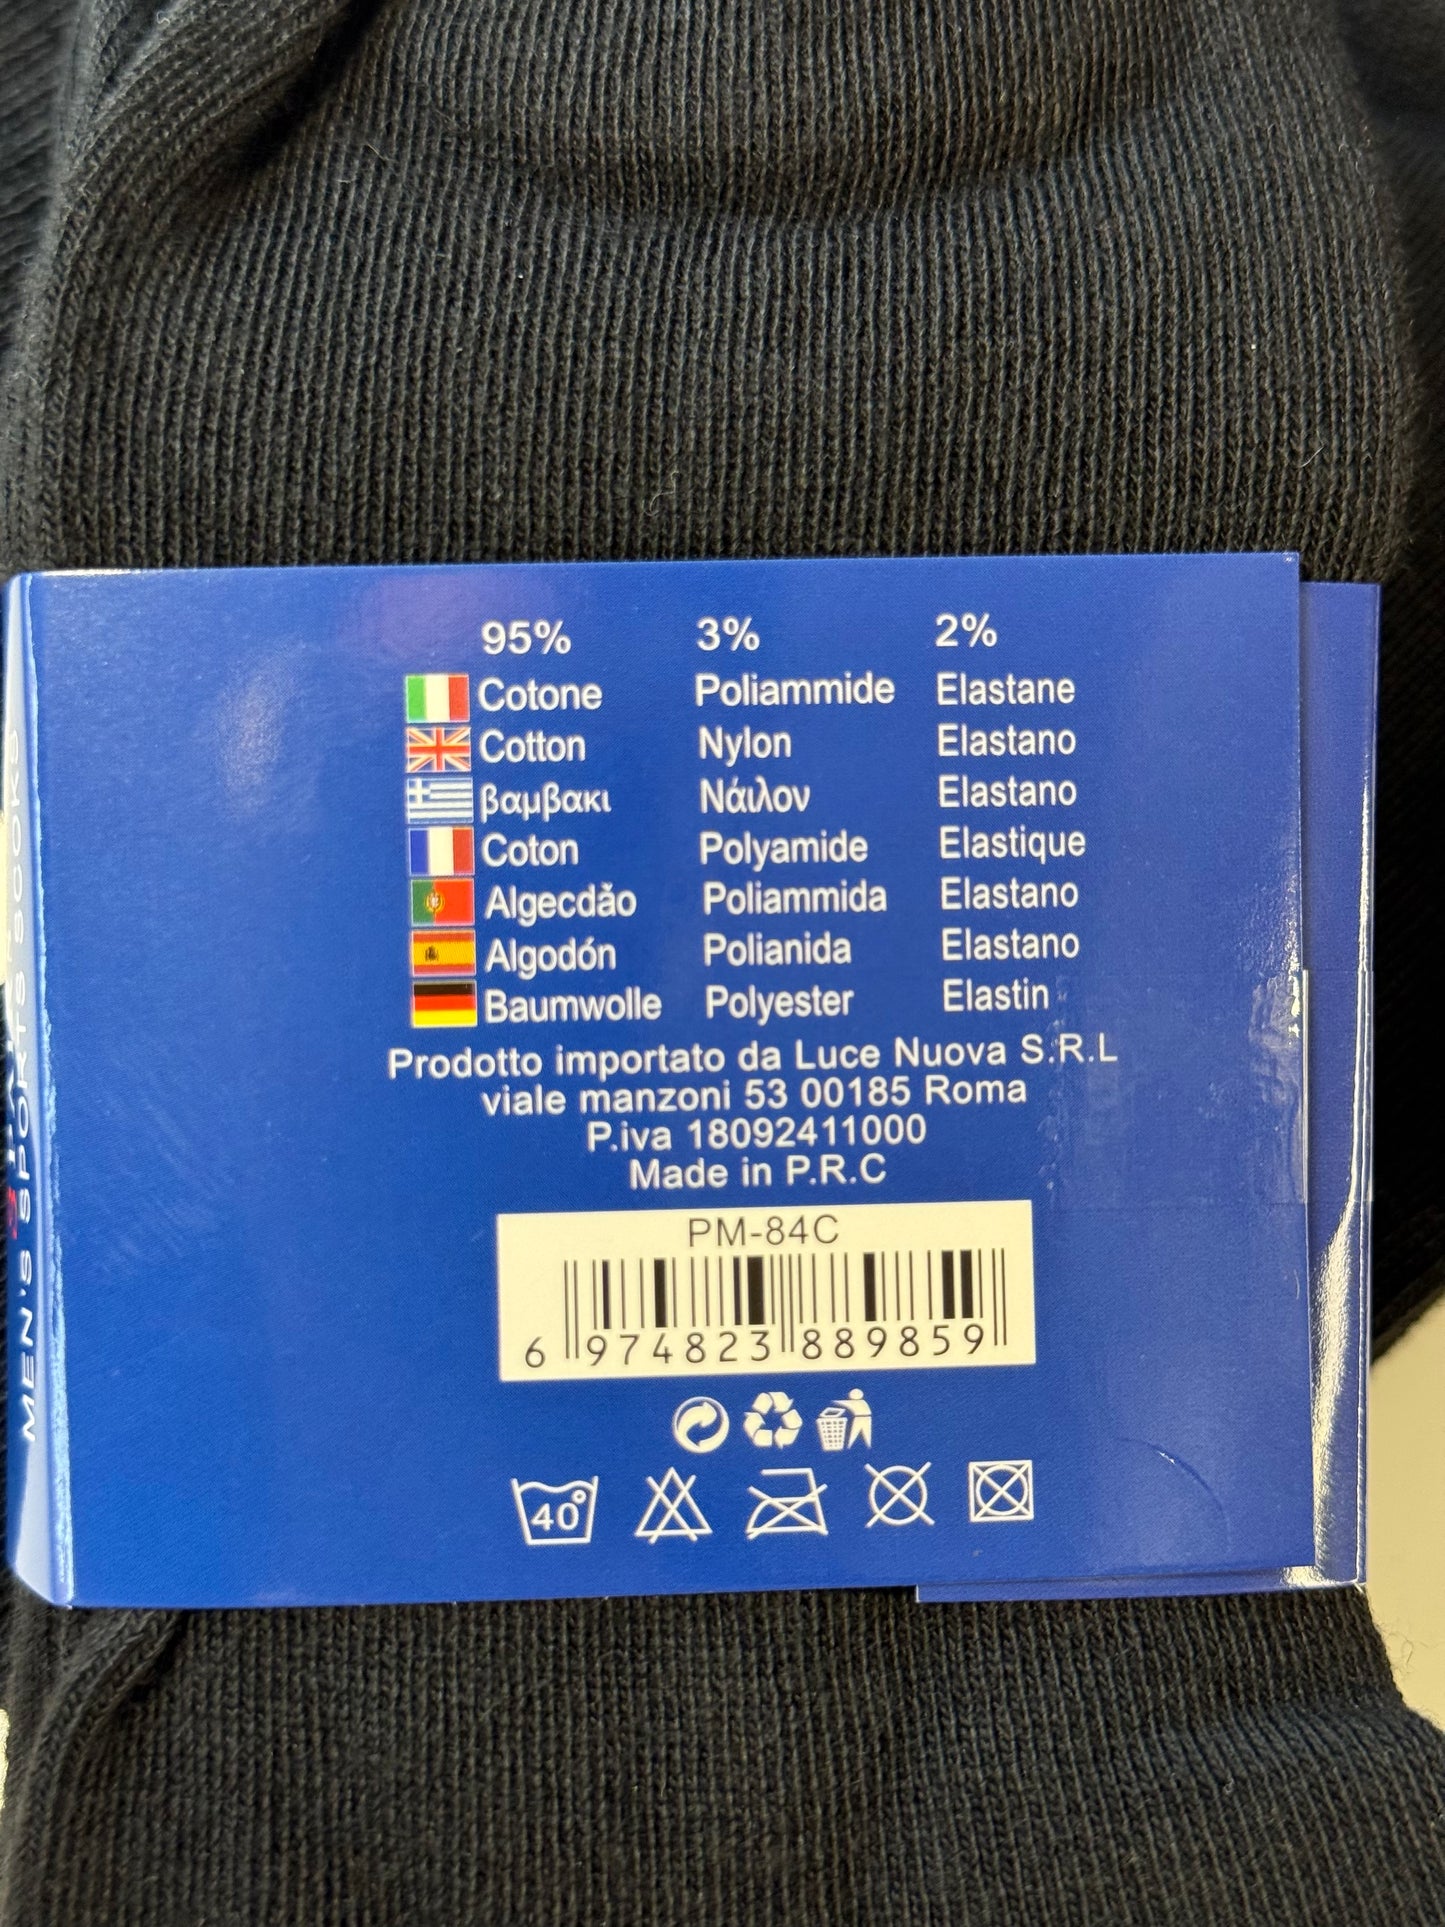 95% 3% 2%
Cotone Poliammide Elastane
Cotton Nylon Elastano
βαμβακι Νάιλον Elastano
Coton Polyamide Elastique
Algecdão Poliammida Elastano
Algodón Polianida Elastano
Baumwolle Polyester Elastin
Prodotto importato da Luce Nuova S.R.L
viale manzoni 53 00185 Roma
P.iva 18092411000
Made in P.R.C
PM-84C
6 974823 889859
40°
MEN'S SPORTS SOCKS